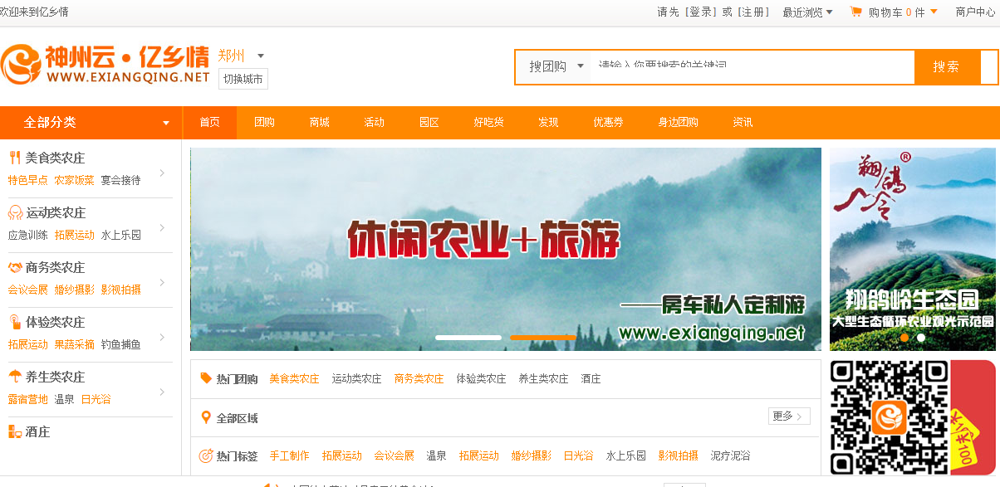 欢迎来到亿乡情
请先 [登录] 或 [注册] 最近浏览 购物车 0 件 商户中心
神州云·亿乡情
WWW.EXIANGQING.NET
郑州
切换城市
搜团购 请输入你要搜索的关键词 搜索
全部分类 首页 团购 商城 活动 园区 好吃货 发现 优惠券 身边团购 资讯
美食类农庄
特色早点 农家饭菜 宴会接待
运动类农庄
应急训练 拓展运动 水上乐园
商务类农庄
会议会展 婚纱摄影 影视拍摄
体验类农庄
拓展运动 果蔬采摘 钓鱼捕鱼
养生类农庄
露宿营地 温泉 日光浴
酒庄
休闲农业+旅游
——房车私人定制游
www.exiangqing.net
翔鸽岭
®
翔鸽岭生态园
大型生态循环农业观光示范园
热门团购 美食类农庄 运动类农庄 商务类农庄 体验类农庄 养生类农庄 酒庄
全部区域 更多
热门标签 手工制作 拓展运动 会议会展 温泉 拓展运动 婚纱摄影 日光浴 水上乐园 影视拍摄 泥疗泥浴